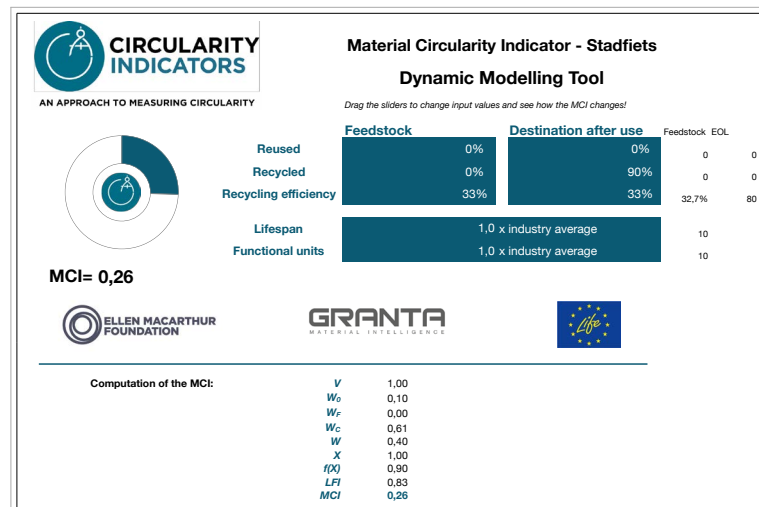 CIRCULARITY
INDICATORS
AN APPROACH TO MEASURING CIRCULARITY
Material Circularity Indicator - Stadfiets
Dynamic Modelling Tool
Drag the sliders to change input values and see how the MCI changes!
Feedstock Destination after use Feedstock EOL
Reused 0% 0% 0 0
Recycled 0% 90% 0 0
Recycling efficiency 33% 33% 32,7% 80
Lifespan 1,0 x industry average 10
Functional units 1,0 x industry average 10
MCI= 0,26
ELLEN MACARTHUR
FOUNDATION
GRANTA
MATERIAL INTELLIGENCE
Life
Computation of the MCI: V 1,00
W0 0,10
WF 0,00
WC 0,61
W 0,40
X 1,00
f(X) 0,90
LFI 0,83
MCI 0,26